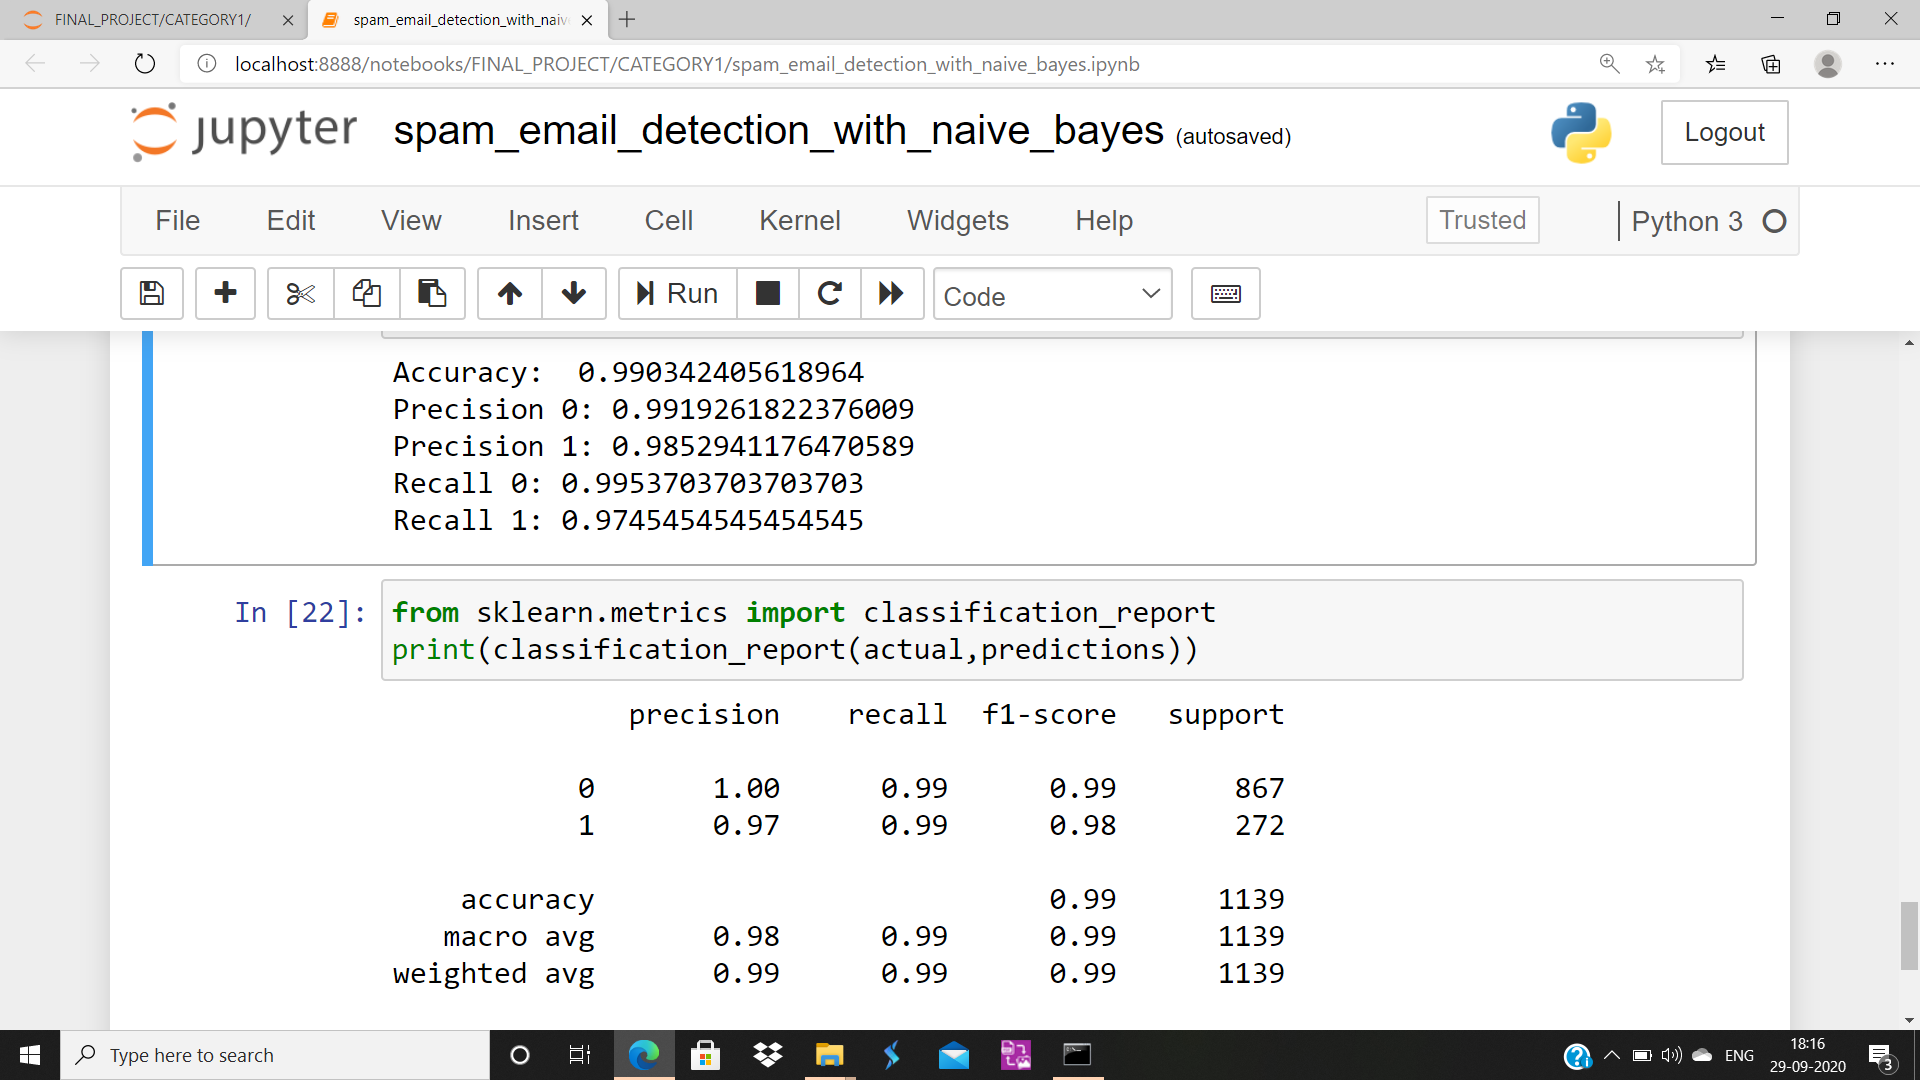 FINAL_PROJECT/CATEGORY1/
spam_email_detection_with_naiv
localhost:8888/notebooks/FINAL_PROJECT/CATEGORY1/spam_email_detection_with_naive_bayes.ipynb
jupyter spam_email_detection_with_naive_bayes (autosaved)
Logout
File Edit View Insert Cell Kernel Widgets Help Trusted Python 3
Run Code
Accuracy:  0.990342405618964
Precision 0: 0.9919261822376009
Precision 1: 0.9852941176470589
Recall 0: 0.9953703703703703
Recall 1: 0.9745454545454545
In [22]: from sklearn.metrics import classification_report
print(classification_report(actual,predictions))
precision recall f1-score support
0 1.00 0.99 0.99 867
1 0.97 0.99 0.98 272
accuracy 0.99 1139
macro avg 0.98 0.99 0.99 1139
weighted avg 0.99 0.99 0.99 1139
Type here to search
ENG
18:16
29-09-2020
3